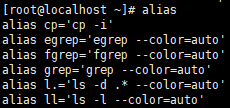 [root@localhost ~]# alias
alias cp='cp -i'
alias egrep='egrep --color=auto'
alias fgrep='fgrep --color=auto'
alias grep='grep --color=auto'
alias l.='ls -d .* --color=auto'
alias ll='ls -l --color=auto'